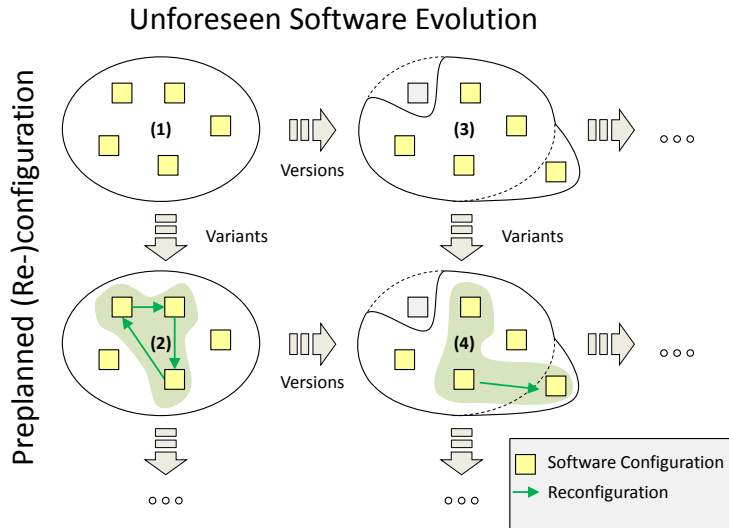 Unforeseen Software Evolution
Preplanned (Re-)configuration
(1)
(3)
Versions
Variants
Variants
(2)
(4)
Versions
Software Configuration
Reconfiguration